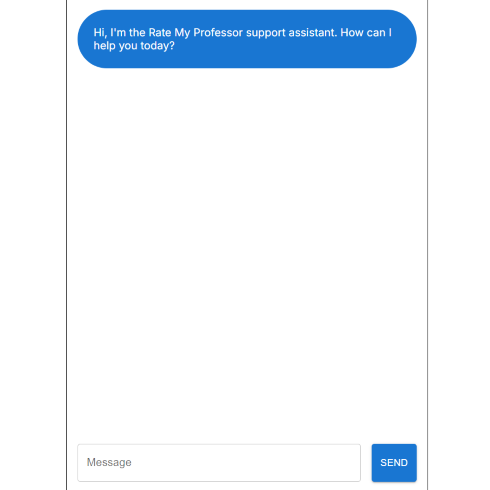 Hi, I'm the Rate My Professor support assistant. How can I
help you today?
Message
SEND